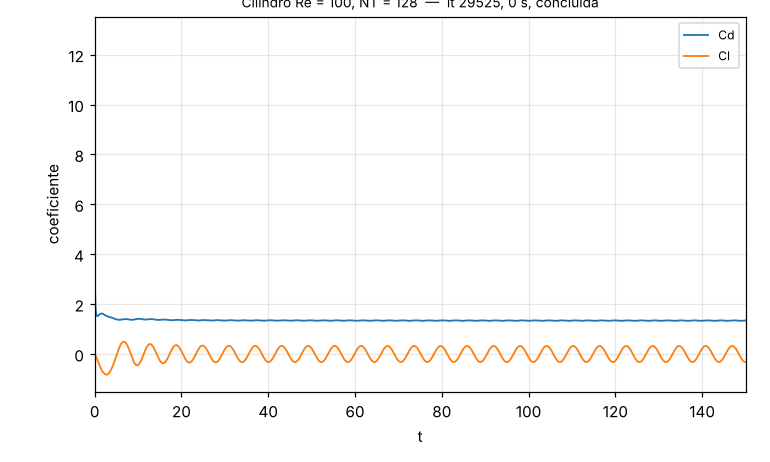 Cilindro Re = 100, NT = 128 — it 29525, 0 s, concluída
Cd
Cl
12
10
8
6
4
2
0
coeficiente
0 20 40 60 80 100 120 140
t